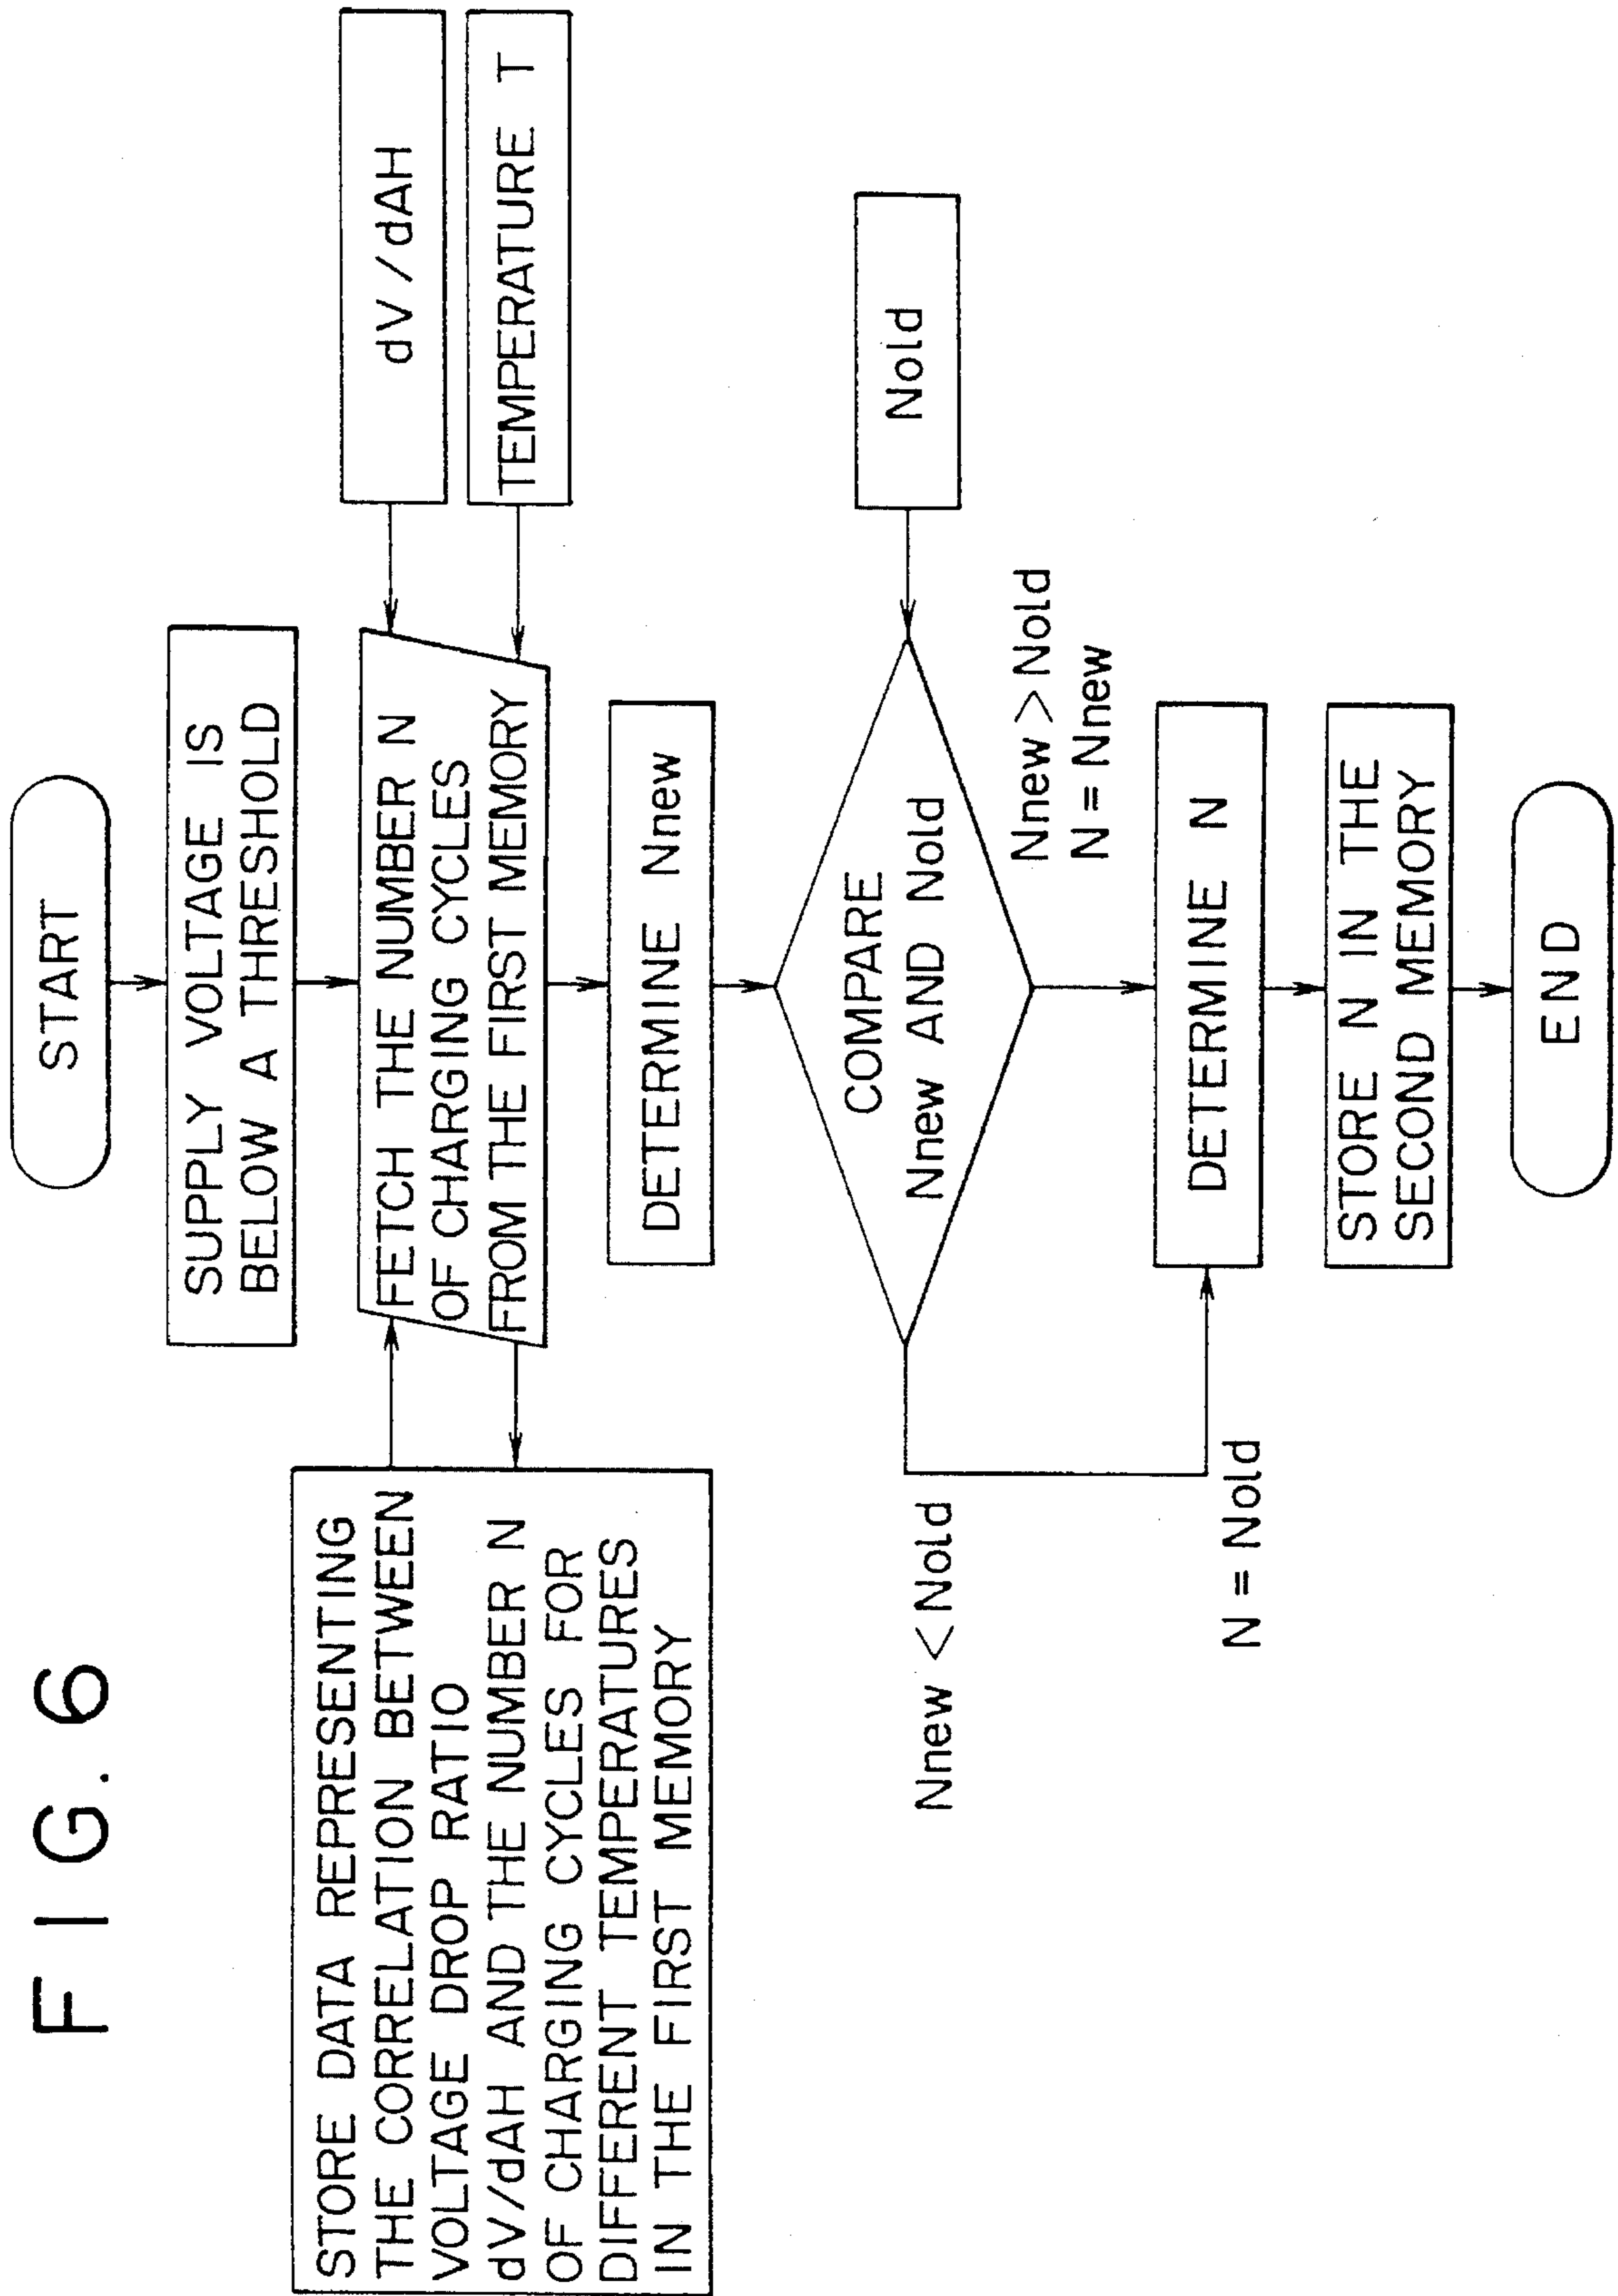 FIG. 6
START
SUPPLY VOLTAGE IS
BELOW A THRESHOLD
STORE DATA REPRESENTING
THE CORRELATION BETWEEN
VOLTAGE DROP RATIO
dV/dAH AND THE NUMBER N
OF CHARGING CYCLES FOR
DIFFERENT TEMPERATURES
IN THE FIRST MEMORY
FETCH THE NUMBER N
OF CHARGING CYCLES
FROM THE FIRST MEMORY
dV/dAH
TEMPERATURE T
DETERMINE Nnew
COMPARE
Nnew AND Nold
Nold
Nnew < Nold
N = Nold
Nnew > Nold
N = Nnew
DETERMINE N
STORE N IN THE
SECOND MEMORY
END